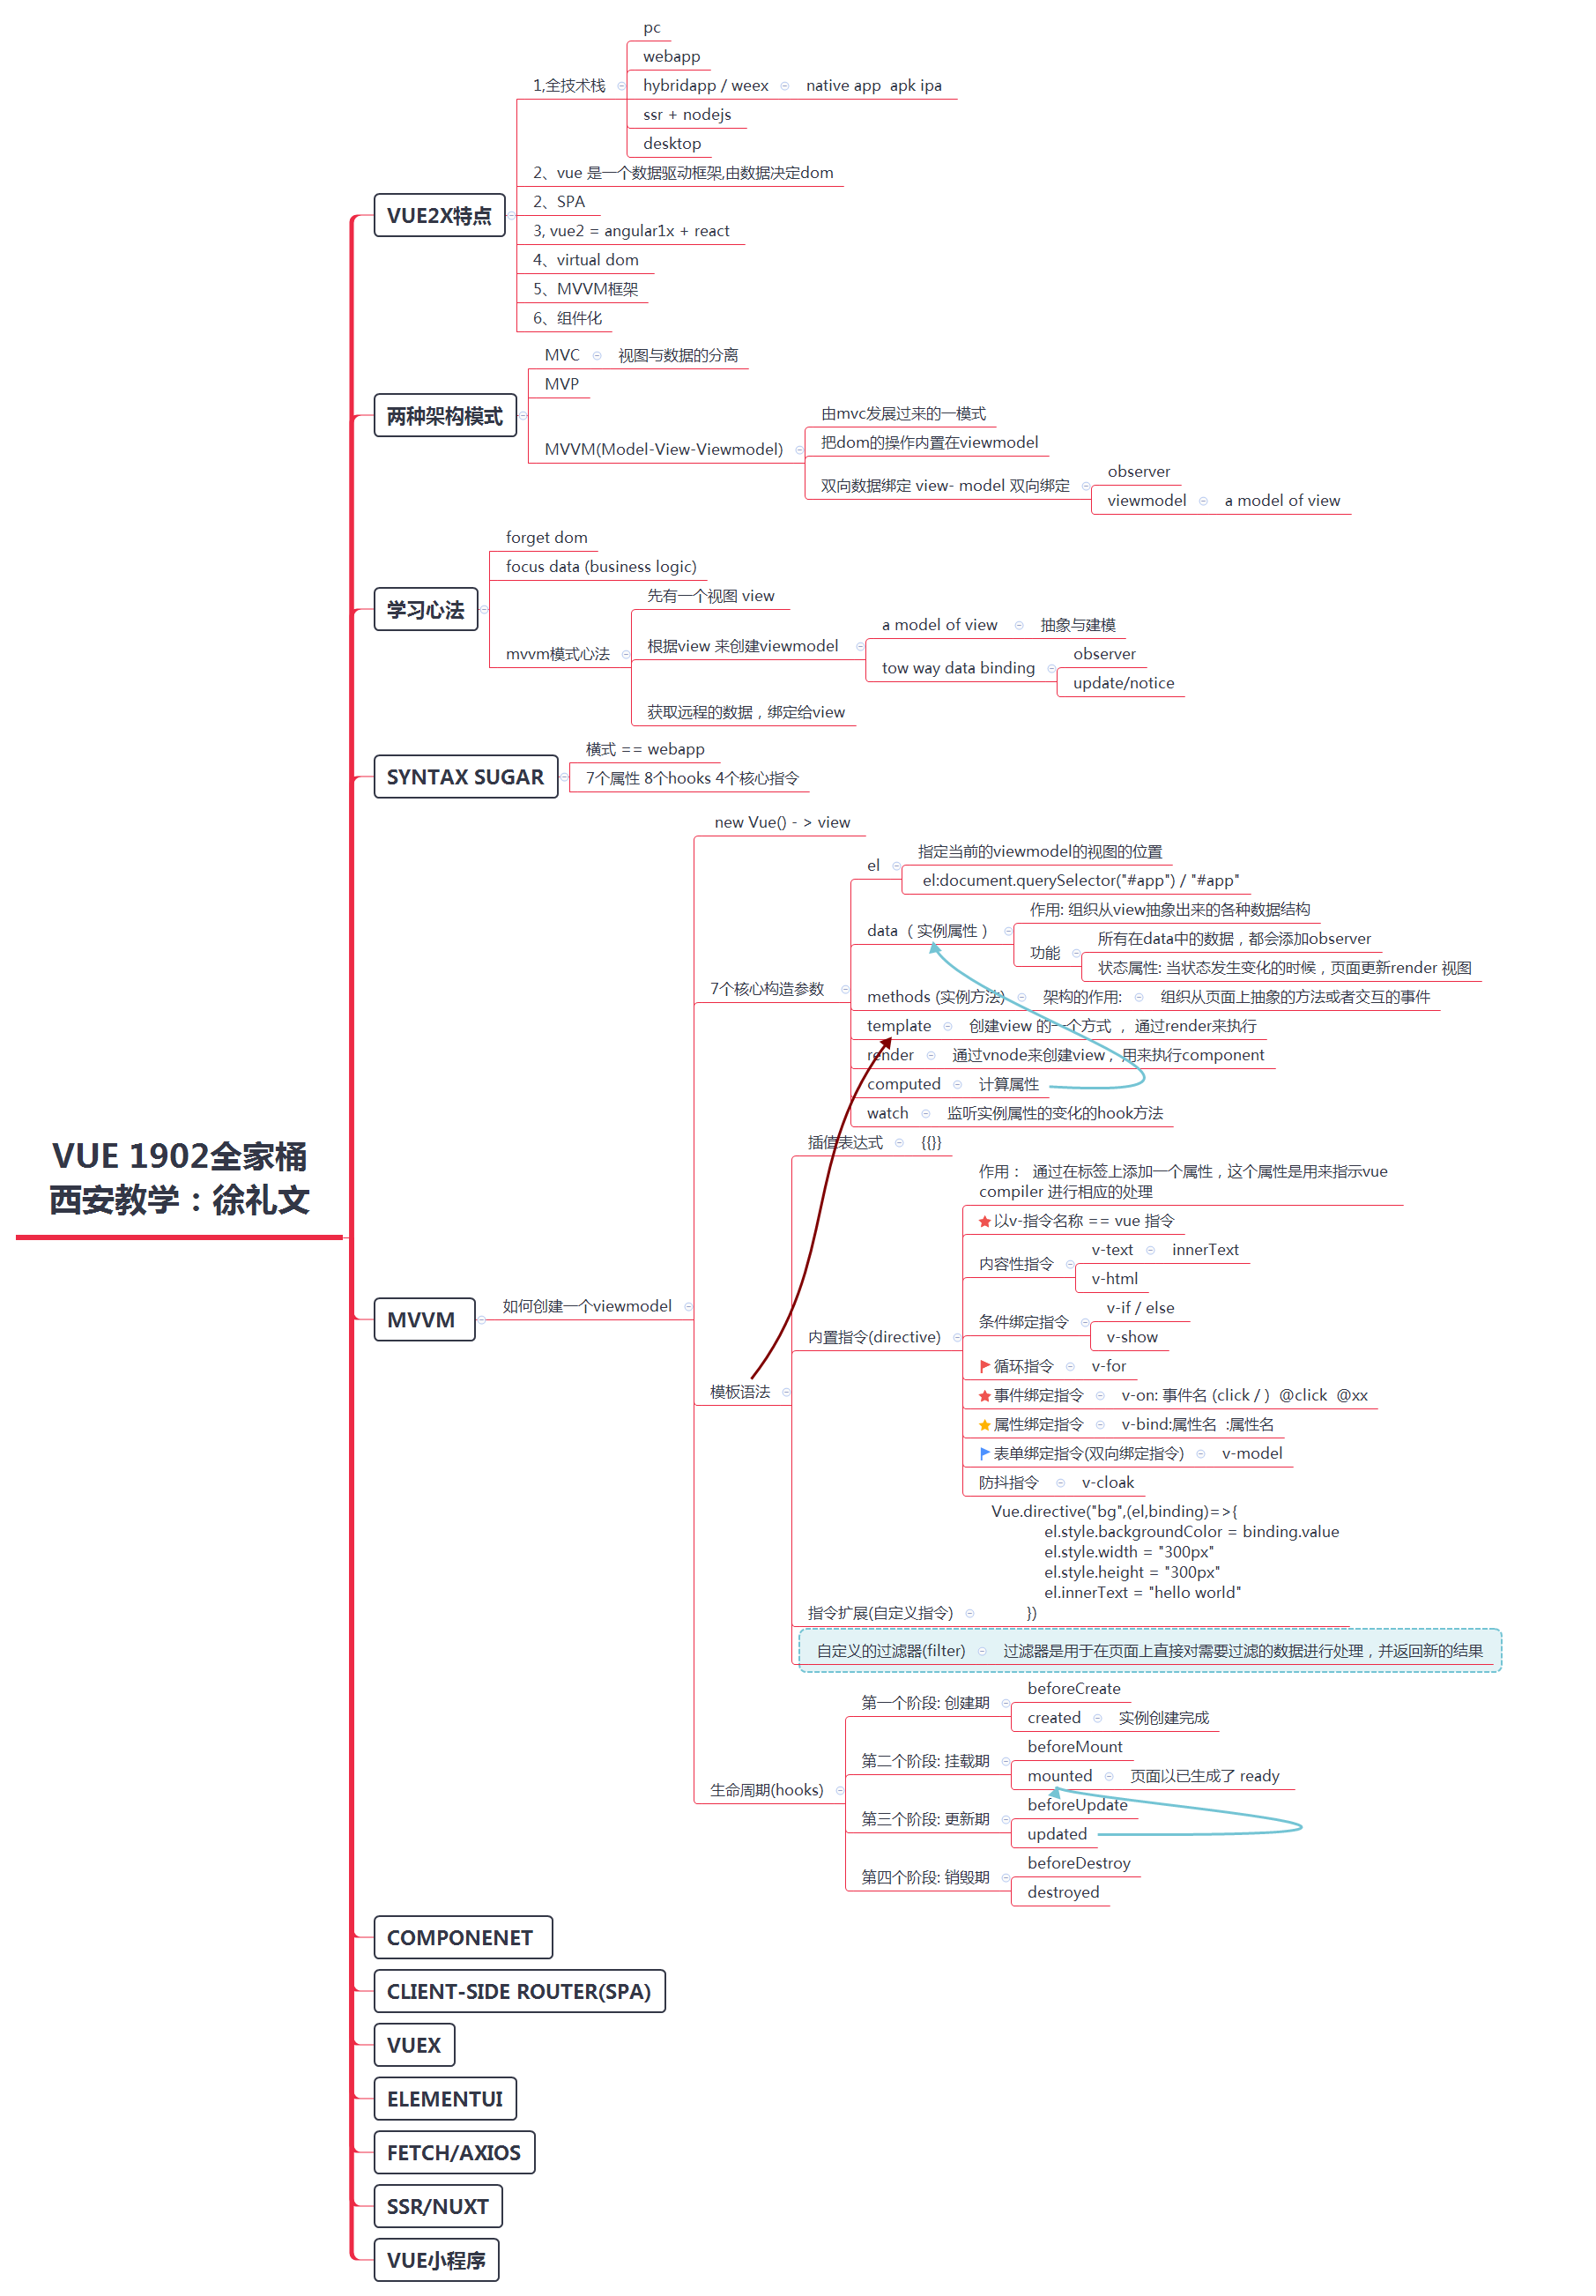 VUE 1902全家桶
西安教学：徐礼文
VUE2X特点
1,全技术栈
pc
webapp
hybridapp / weex
native app  apk ipa
ssr + nodejs
desktop
2、vue 是一个数据驱动框架,由数据决定dom
2、SPA
3, vue2 = angular1x + react
4、virtual dom
5、MVVM框架
6、组件化
两种架构模式
MVC
视图与数据的分离
MVP
MVVM(Model-View-Viewmodel)
由mvc发展过来的一模式
把dom的操作内置在viewmodel
双向数据绑定 view- model 双向绑定
observer
viewmodel
a model of view
学习心法
forget dom
focus data (business logic)
mvvm模式心法
先有一个视图 view
根据view 来创建viewmodel
a model of view
抽象与建模
tow way data binding
observer
update/notice
获取远程的数据，绑定给view
SYNTAX SUGAR
横式 == webapp
7个属性 8个hooks 4个核心指令
MVVM
如何创建一个viewmodel
new Vue() - > view
7个核心构造参数
el
指定当前的viewmodel的视图的位置
el:document.querySelector("#app") / "#app"
data（ 实例属性 ）
作用: 组织从view抽象出来的各种数据结构
功能
所有在data中的数据，都会添加observer
状态属性: 当状态发生变化的时候，页面更新render 视图
methods (实例方法)
架构的作用:
组织从页面上抽象的方法或者交互的事件
template
创建view 的一个方式 ， 通过render来执行
render
通过vnode来创建view， 用来执行component
computed
计算属性
watch
监听实例属性的变化的hook方法
模板语法
插值表达式
{{}}
内置指令(directive)
作用：  通过在标签上添加一个属性，这个属性是用来指示vue
compiler 进行相应的处理
以v-指令名称 == vue 指令
内容性指令
v-text
innerText
v-html
条件绑定指令
v-if / else
v-show
循环指令
v-for
事件绑定指令
v-on: 事件名 (click / )  @click  @xx
属性绑定指令
v-bind:属性名  :属性名
表单绑定指令(双向绑定指令)
v-model
防抖指令
v-cloak
指令扩展(自定义指令)
Vue.directive("bg",(el,binding)=>{
el.style.backgroundColor = binding.value
el.style.width = "300px"
el.style.height = "300px"
el.innerText = "hello world"
})
自定义的过滤器(filter)
过滤器是用于在页面上直接对需要过滤的数据进行处理，并返回新的结果
生命周期(hooks)
第一个阶段: 创建期
beforeCreate
created
实例创建完成
第二个阶段: 挂载期
beforeMount
mounted
页面以已生成了 ready
第三个阶段: 更新期
beforeUpdate
updated
第四个阶段: 销毁期
beforeDestroy
destroyed
COMPONENET
CLIENT-SIDE ROUTER(SPA)
VUEX
ELEMENTUI
FETCH/AXIOS
SSR/NUXT
VUE小程序